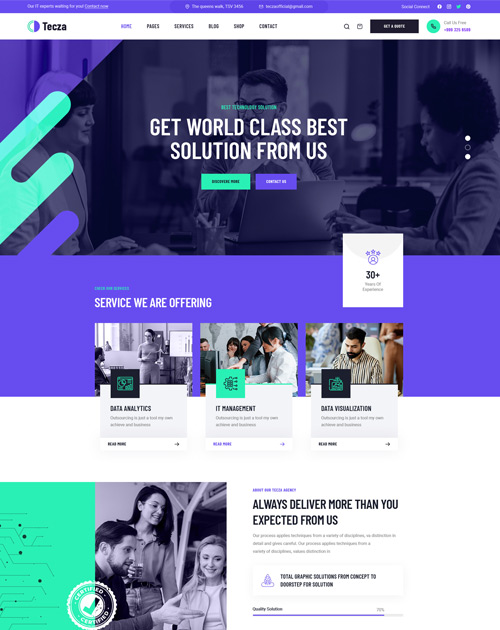 Our IT experts waiting for you! Contact now
The queens walk, TSV 3456
teczaofficial@gmail.com
Social Connect
Tecza
HOME
PAGES
SERVICES
BLOG
SHOP
CONTACT
GET A QUOTE
Call Us Free
+800 325 6589
BEST TECHNOLOGY SOLUTION
GET WORLD CLASS BEST
SOLUTION FROM US
DISCOVERE MORE
CONTACT US
30+
Years Of
Experience
CHECK OUR SERVICES
SERVICE WE ARE OFFERING
DATA ANALYTICS
Outsourcing is just a tool my own
achieve and business
READ MORE
IT MANAGEMENT
Outsourcing is just a tool my own
achieve and business
READ MORE
DATA VISUALIZATION
Outsourcing is just a tool my own
achieve and business
READ MORE
CERTIFIED
CERTIFIED
ABOUT OUR TECZA AGENCY
ALWAYS DELIVER MORE THAN YOU
EXPECTED FROM US
Our process applies techniques from a variety of disciplines, va distinction in
detail and gives careful. Our process applies techniques from a
variety of disciplines, values distinction in
TOTAL GRAPHIC SOLUTIONS FROM CONCEPT TO
DOORSTEP FOR SOLUTION
Quality Solution
75%